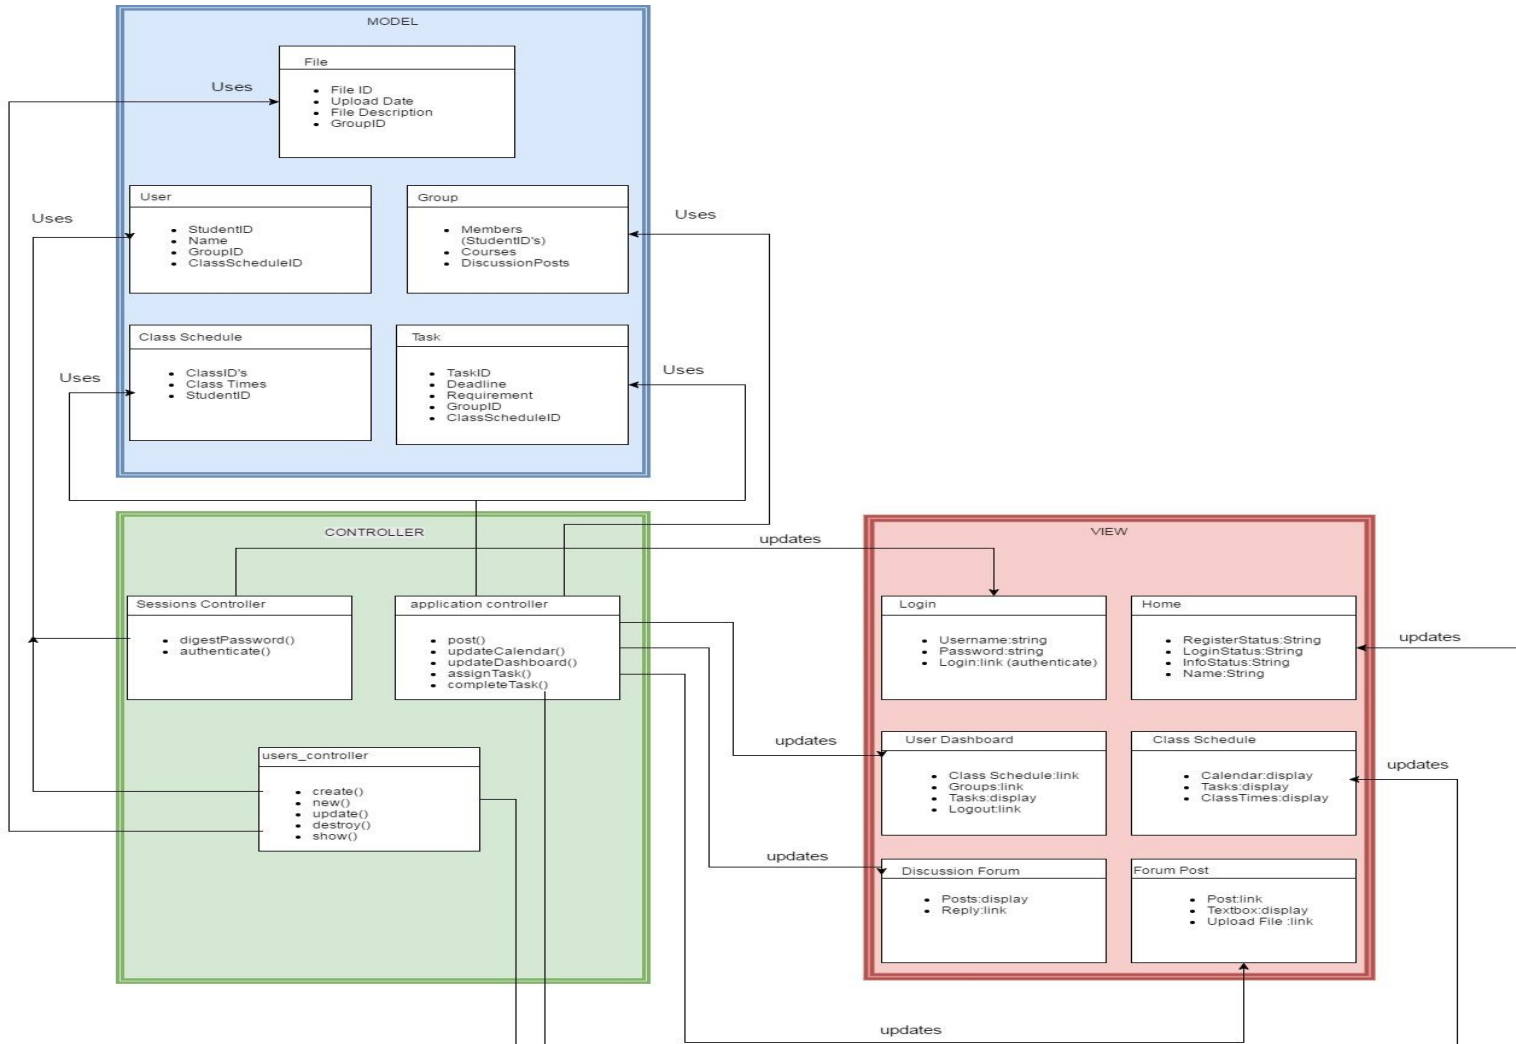 MODEL
File
File ID
Upload Date
File Description
GroupID
Uses
User
StudentID
Name
GroupID
ClassScheduleID
Uses
Group
Members
(StudentID's)
Courses
DiscussionPosts
Uses
Class Schedule
ClassID's
Class Times
StudentID
Uses
Task
TaskID
Deadline
Requirement
GroupID
ClassScheduleID
Uses
CONTROLLER
Sessions Controller
digestPassword()
authenticate()
application controller
post()
updateCalendar()
updateDashboard()
assignTask()
completeTask()
users_controller
create()
new()
update()
destroy()
show()
updates
updates
updates
updates
VIEW
Login
Username:string
Password:string
Login:link (authenticate)
Home
RegisterStatus:String
LoginStatus:String
InfoStatus:String
Name:String
updates
User Dashboard
Class Schedule:link
Groups:link
Tasks:display
Logout:link
Class Schedule
Calendar:display
Tasks:display
ClassTimes:display
updates
Discussion Forum
Posts:display
Reply:link
Forum Post
Post:link
Textbox:display
Upload File :link